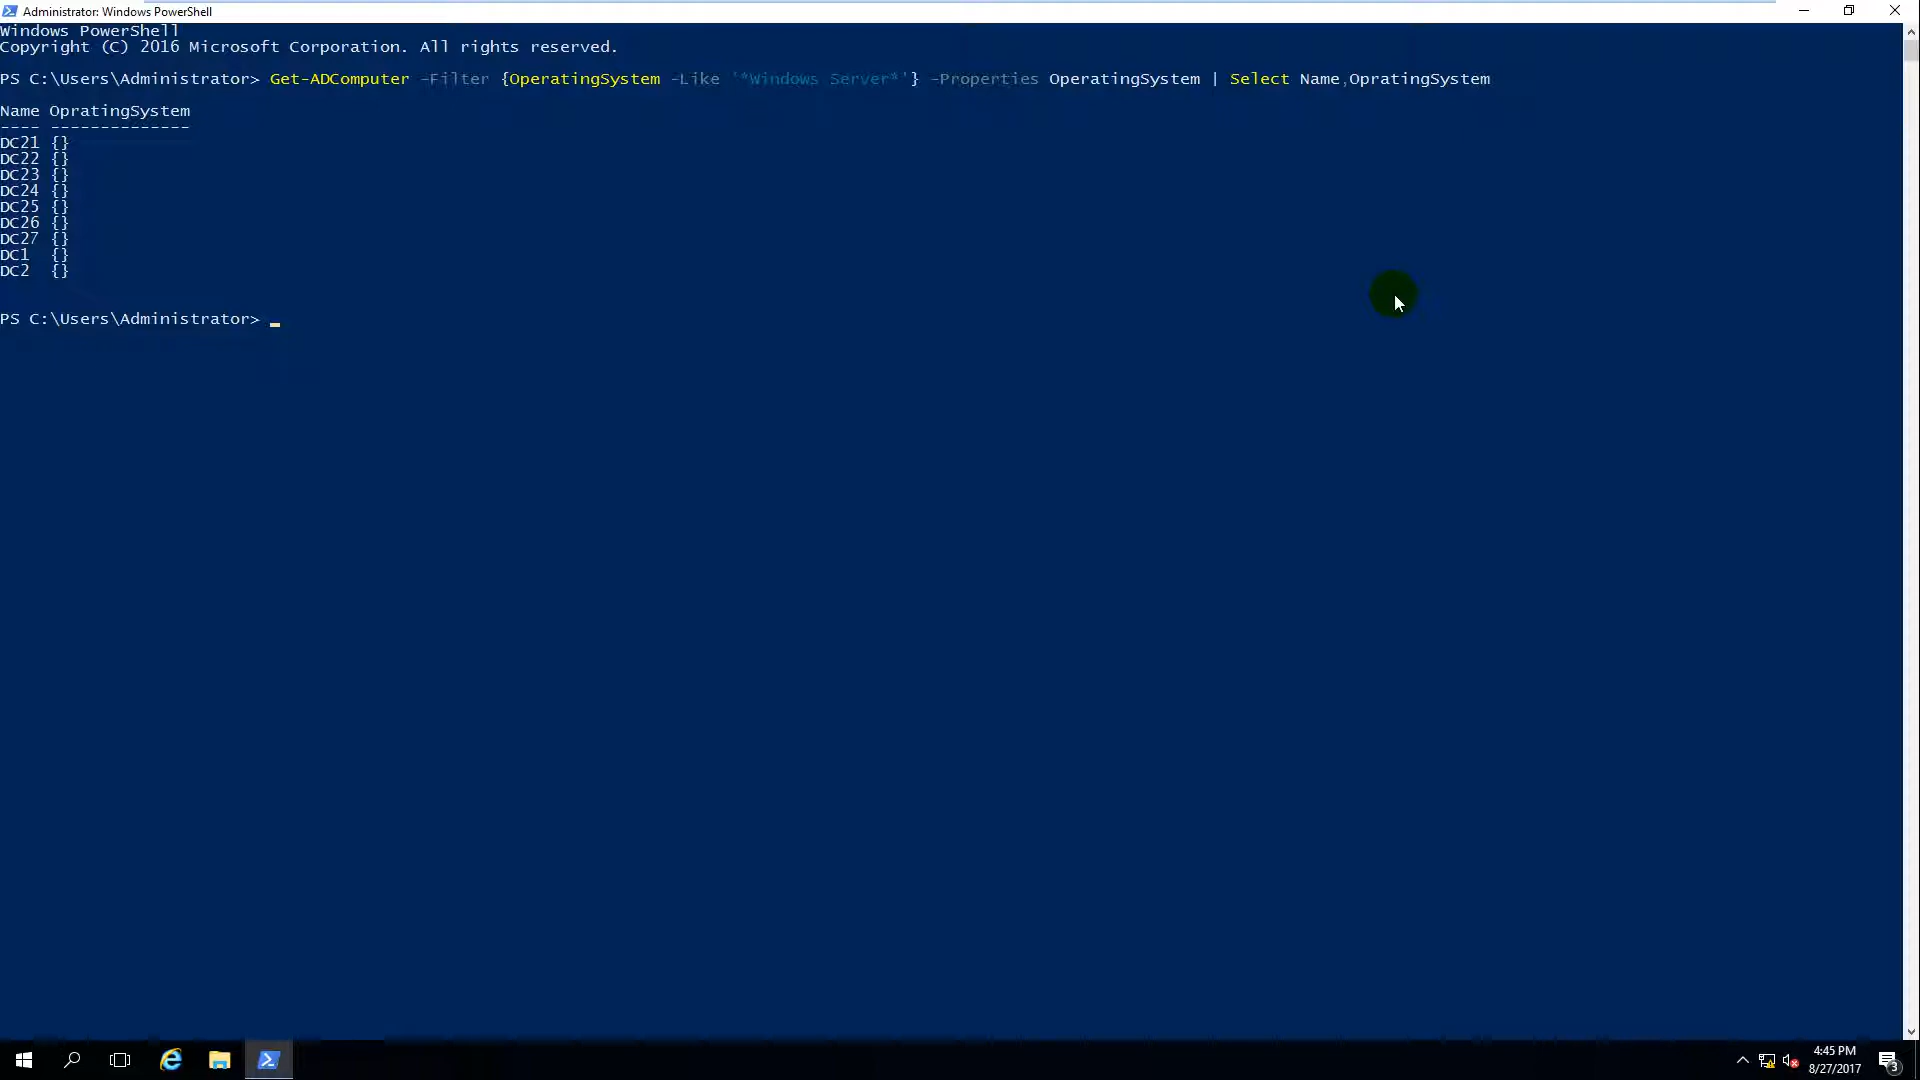 Administrator: Windows PowerShell
Windows PowerShell
Copyright (C) 2016 Microsoft Corporation. All rights reserved.
PS C:\Users\Administrator> Get-ADComputer -Filter {OperatingSystem -Like '*Windows Server*'} -Properties OperatingSystem | Select Name,OpratingSystem
Name OpratingSystem
---- --------------
DC21 {}
DC22 {}
DC23 {}
DC24 {}
DC25 {}
DC26 {}
DC27 {}
DC1 {}
DC2 {}
PS C:\Users\Administrator>
4:45 PM
8/27/2017
3